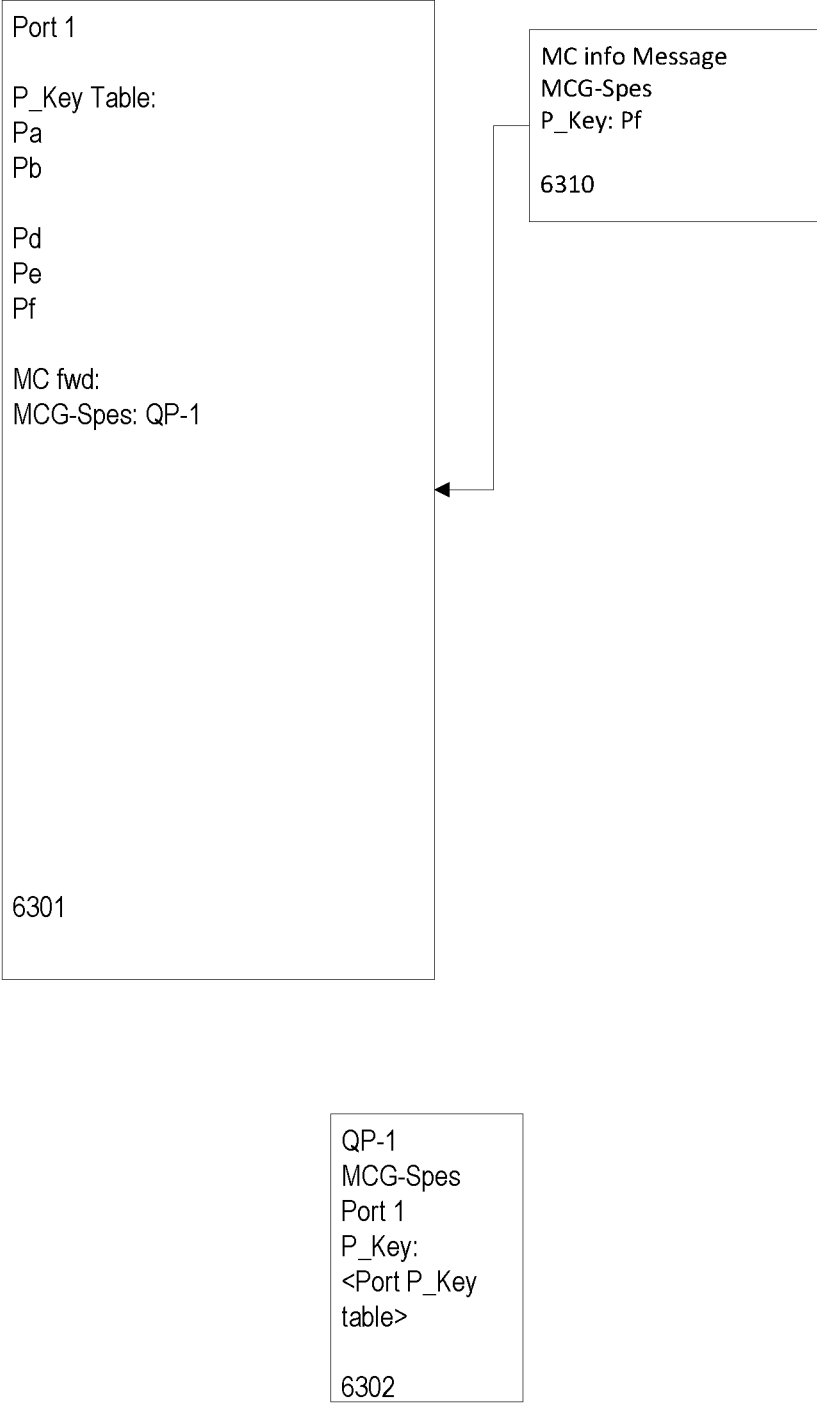 Port 1
P_Key Table:
Pa
Pb
Pd
Pe
Pf
MC fwd:
MCG-Spes: QP-1
6301
MC info Message
MCG-Spes
P_Key: Pf
6310
QP-1
MCG-Spes
Port 1
P_Key:
<Port P_Key
table>
6302